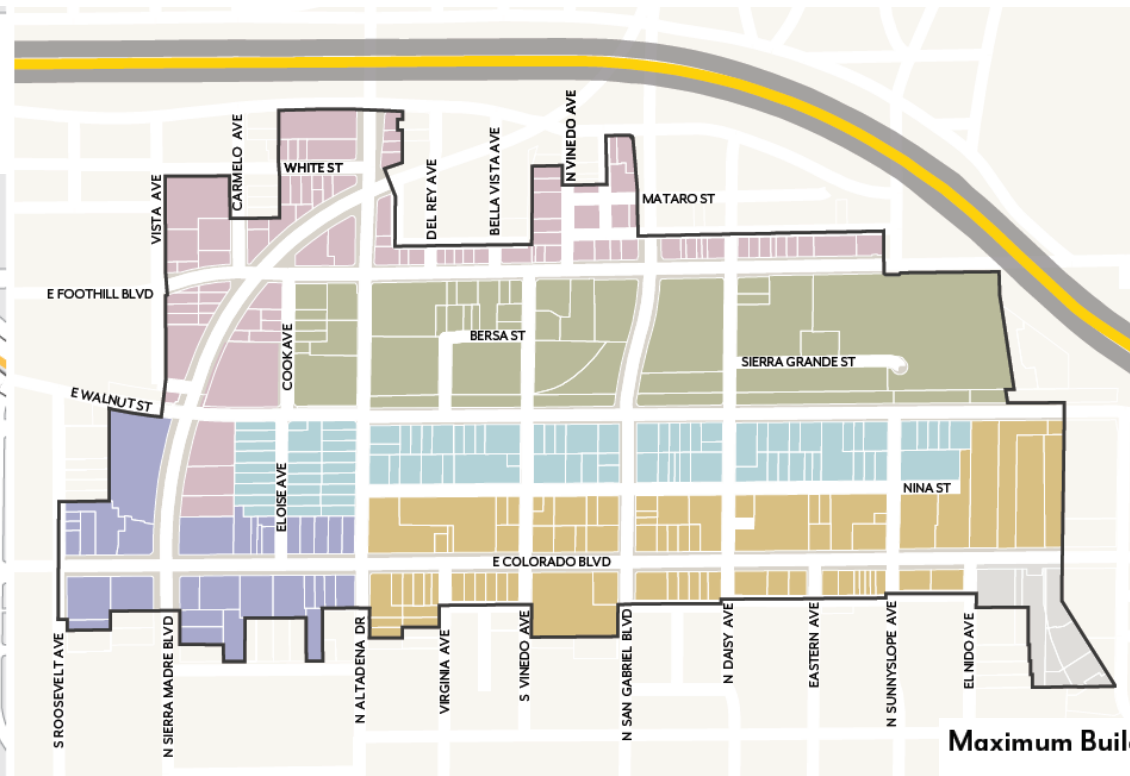 CARMELO AVE
N VINEDO AVE
WHITE ST
DEL REY AVE
BELLA VISTA AVE
VISTA AVE
MATARO ST
E FOOTHILL BLVD
COOK AVE
BERSA ST
SIERRA GRANDE ST
E WALNUT ST
ELOISE AVE
NINA ST
E COLORADO BLVD
S ROOSEVELT AVE
N SIERRA MADRE BLVD
N ALTADENA DR
VIRGINIA AVE
S VINEDO AVE
N SAN GABRIEL BLVD
N DAISY AVE
EASTERN AVE
N SUNNYSLOPE AVE
EL NIDO AVE
Maximum Buil